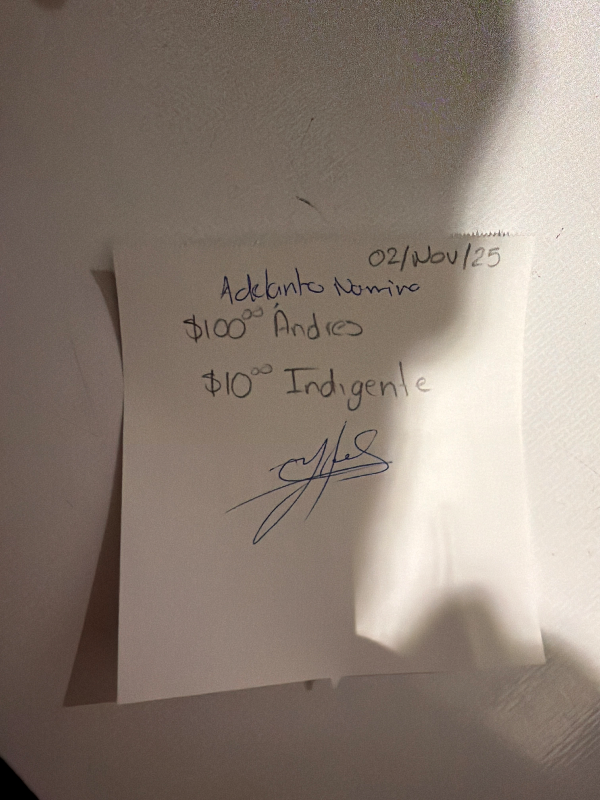 02/Nov/25
Adelanto Nomina
$100⁰⁰ Ándres
$10⁰⁰ Indigente